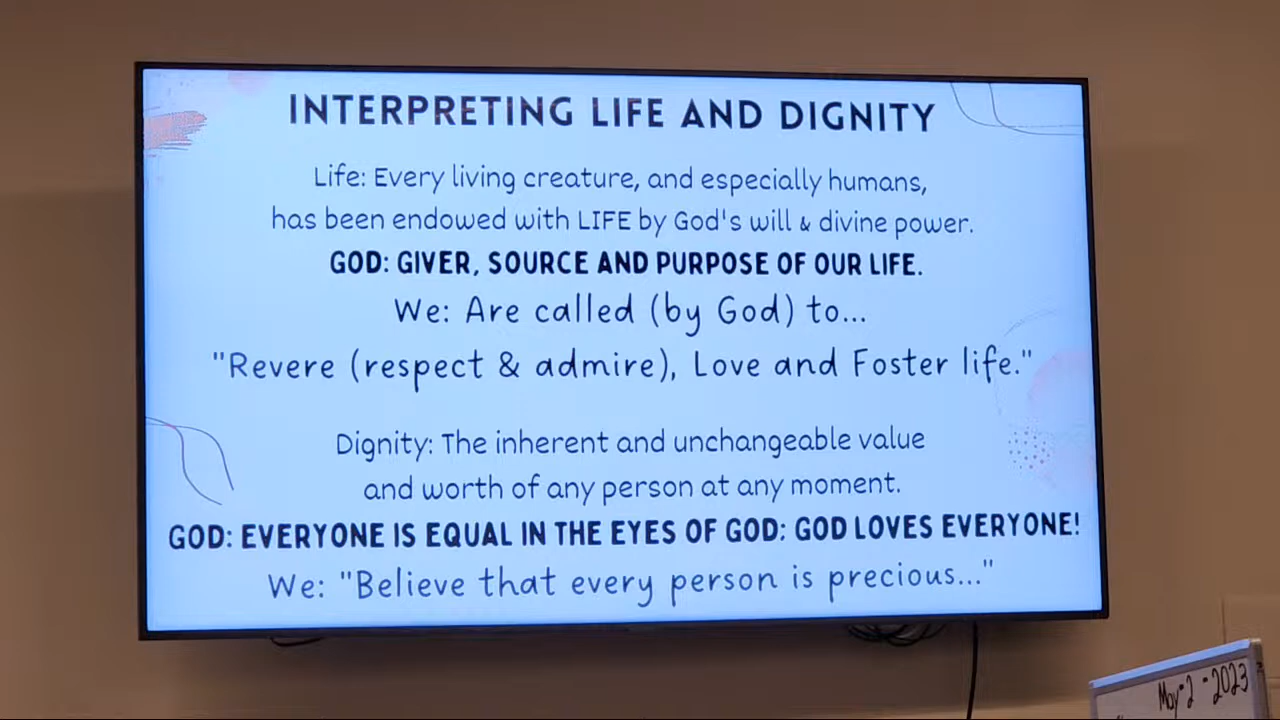 INTERPRETING LIFE AND DIGNITY
Life: Every living creature, and especially humans,
has been endowed with LIFE by God's will & divine power.
GOD: GIVER, SOURCE AND PURPOSE OF OUR LIFE.
We: Are called (by God) to...
"Revere (respect & admire), Love and Foster life."
Dignity: The inherent and unchangeable value
and worth of any person at any moment.
GOD: EVERYONE IS EQUAL IN THE EYES OF GOD: GOD LOVES EVERYONE!
We: "Believe that every person is precious..."
May-2-2023